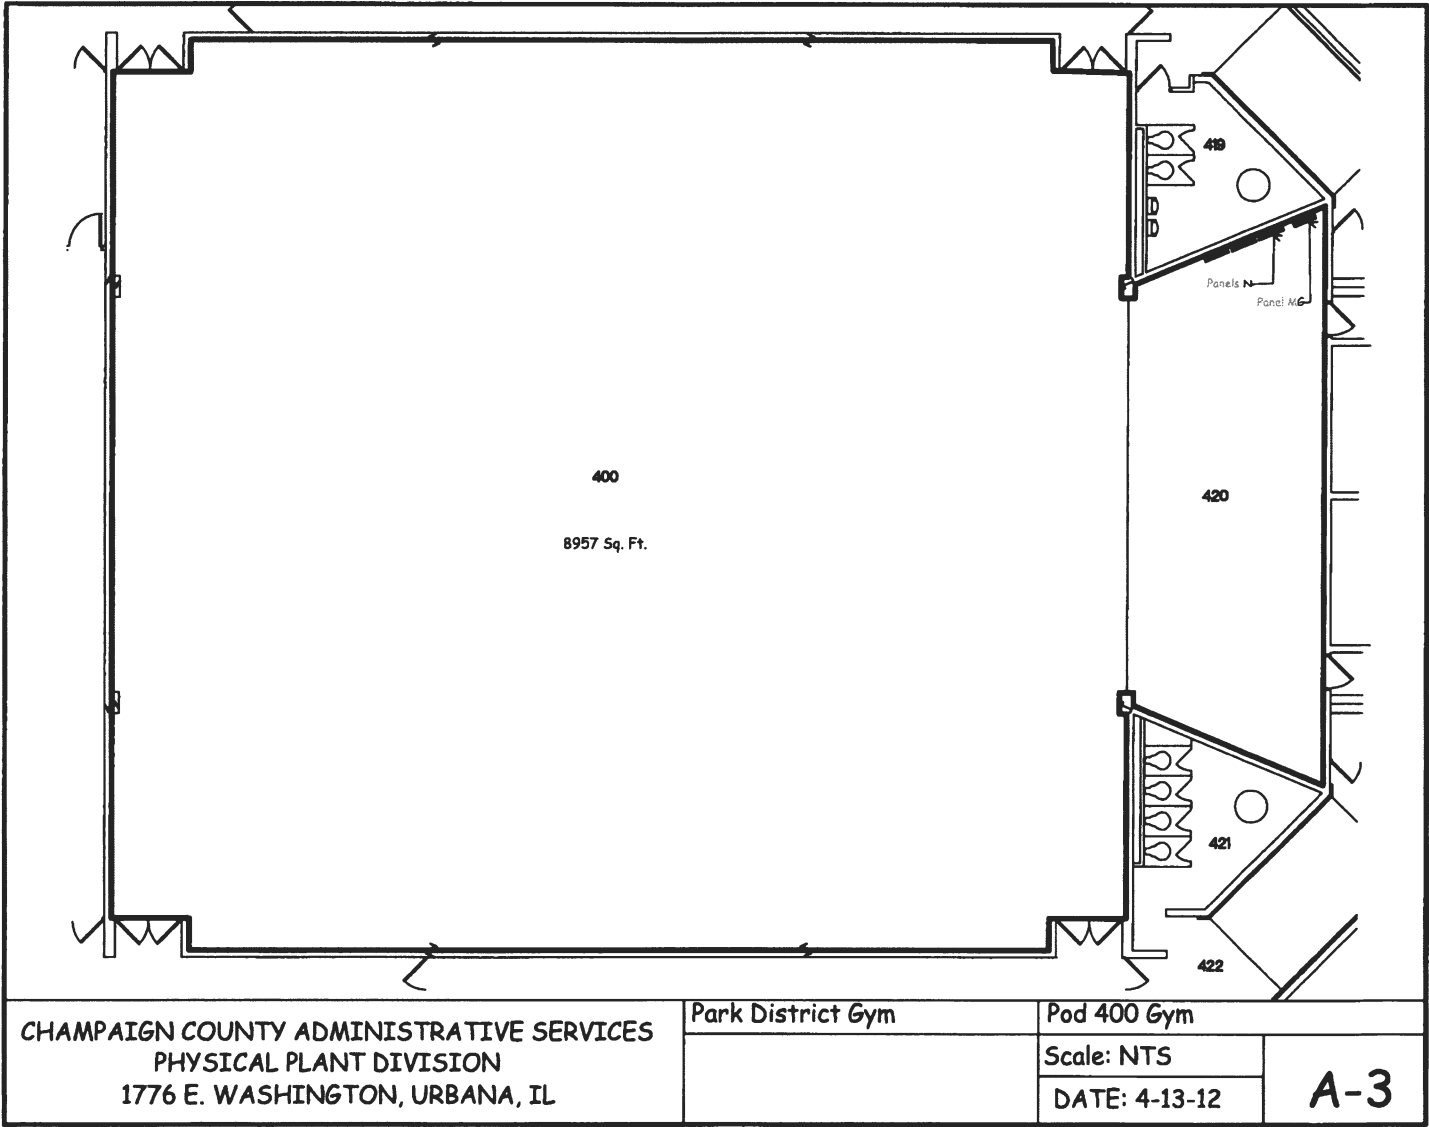 419
Panels N
Panel MG
400
420
8957 Sq. Ft.
421
422
CHAMPAIGN COUNTY ADMINISTRATIVE SERVICES
PHYSICAL PLANT DIVISION
1776 E. WASHINGTON, URBANA, IL
Park District Gym
Pod 400 Gym
Scale: NTS
DATE: 4-13-12
A-3